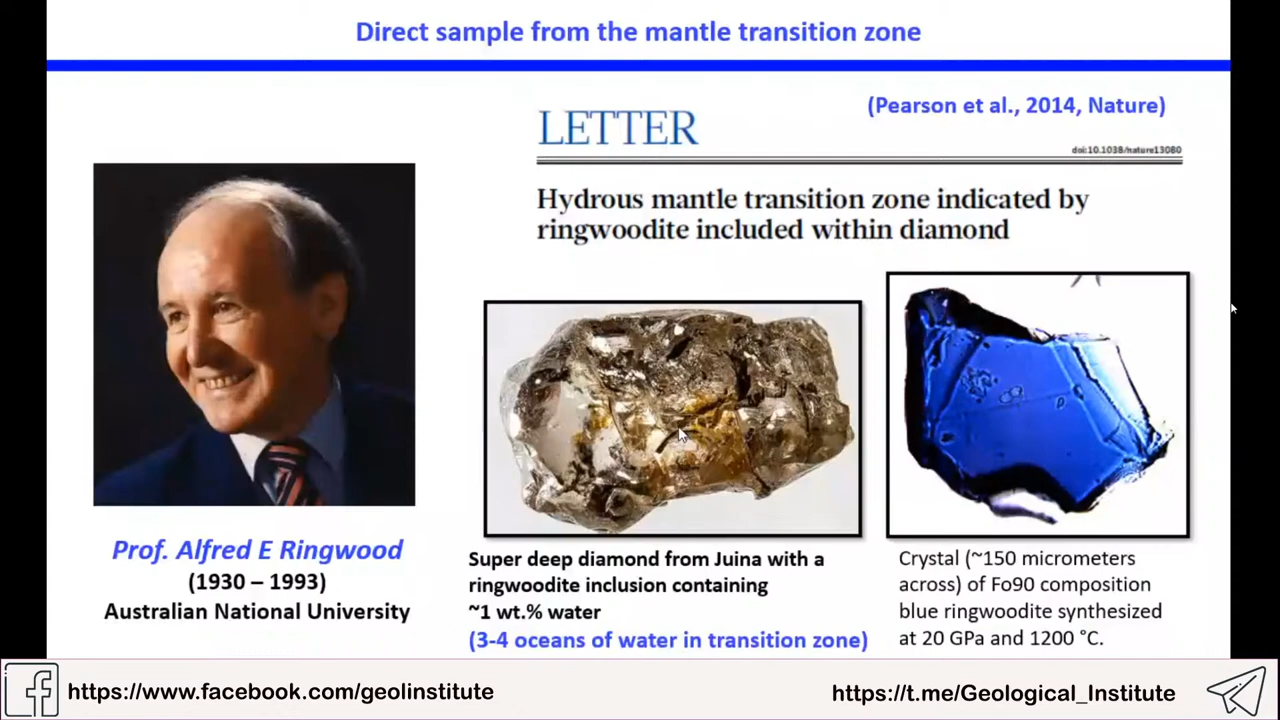 Direct sample from the mantle transition zone
(Pearson et al., 2014, Nature)
LETTER
doi:10.1038/nature13080
Hydrous mantle transition zone indicated by
ringwoodite included within diamond
Prof. Alfred E Ringwood
(1930 – 1993)
Australian National University
Super deep diamond from Juina with a
ringwoodite inclusion containing
~1 wt.% water
(3-4 oceans of water in transition zone)
Crystal (~150 micrometers
across) of Fo90 composition
blue ringwoodite synthesized
at 20 GPa and 1200 °C.
https://www.facebook.com/geolinstitute
https://t.me/Geological_Institute